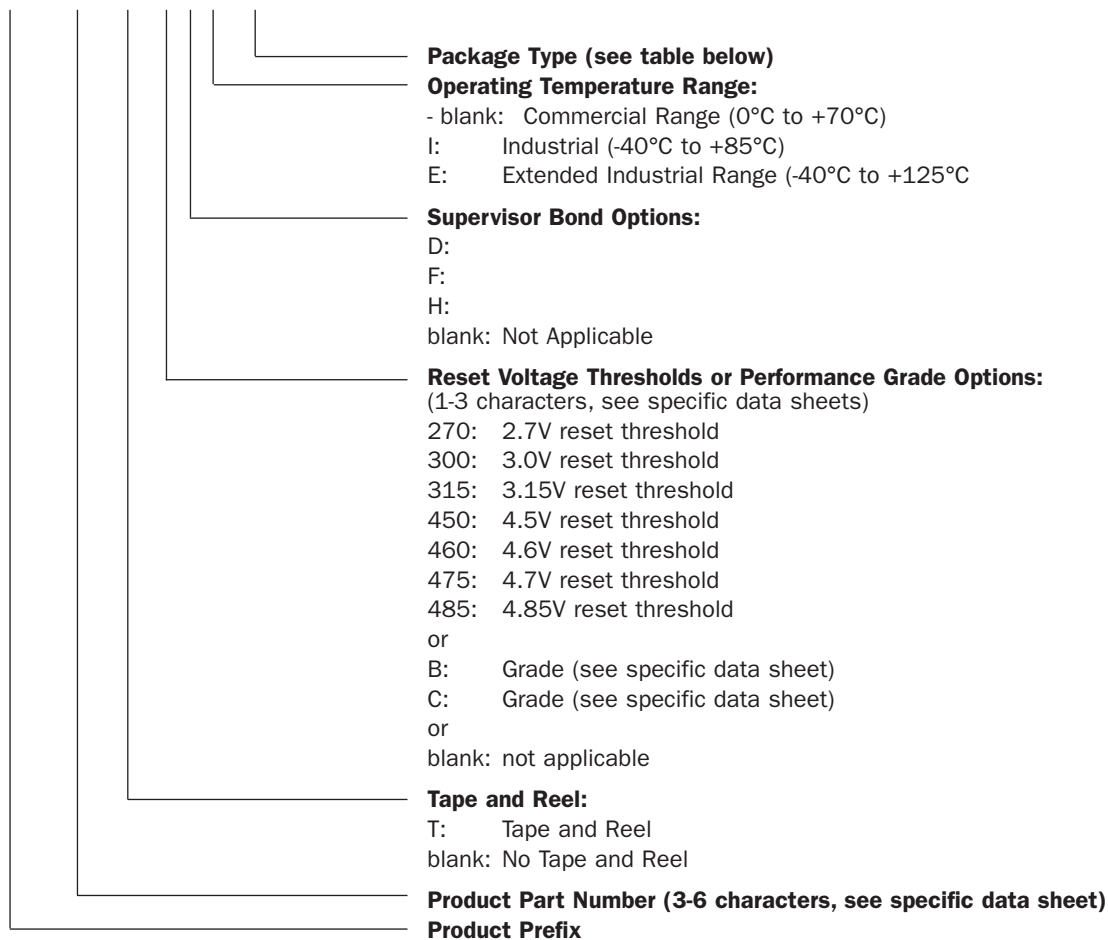 Package Type (see table below)
Operating Temperature Range:
- blank: Commercial Range (0°C to +70°C)
I: Industrial (-40°C to +85°C)
E: Extended Industrial Range (-40°C to +125°C
Supervisor Bond Options:
D:
F:
H:
blank: Not Applicable
Reset Voltage Thresholds or Performance Grade Options:
(1-3 characters, see specific data sheets)
270: 2.7V reset threshold
300: 3.0V reset threshold
315: 3.15V reset threshold
450: 4.5V reset threshold
460: 4.6V reset threshold
475: 4.7V reset threshold
485: 4.85V reset threshold
or
B: Grade (see specific data sheet)
C: Grade (see specific data sheet)
or
blank: not applicable
Tape and Reel:
T: Tape and Reel
blank: No Tape and Reel
Product Part Number (3-6 characters, see specific data sheet)
Product Prefix